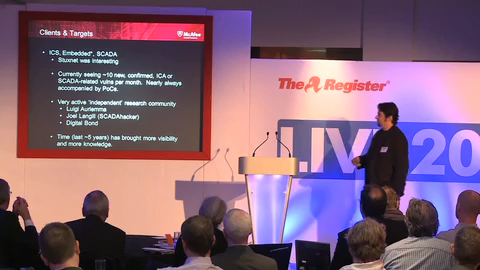 Clients & Targets
McAfee
• ICS, Embedded*, SCADA
• Stuxnet was interesting
• Currently seeing ~10 new, confirmed, ICA or
SCADA-related vulns per month. Nearly always
accompanied by PoCs.
• Very active 'independent' research community
• Luigi Auriemma
• Joel Langill (SCADAhacker)
• Digital Bond
• Time (last ~5 years) has brought more visibility
and more knowledge.
The Register®
LIVE 20